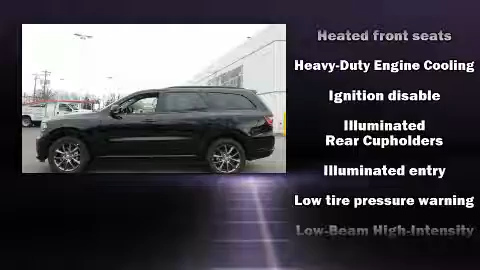 Heated front seats
Heavy-Duty Engine Cooling
Ignition disable
Illuminated
Rear Cupholders
Illuminated entry
Low tire pressure warning
Low-Beam High-Intensity